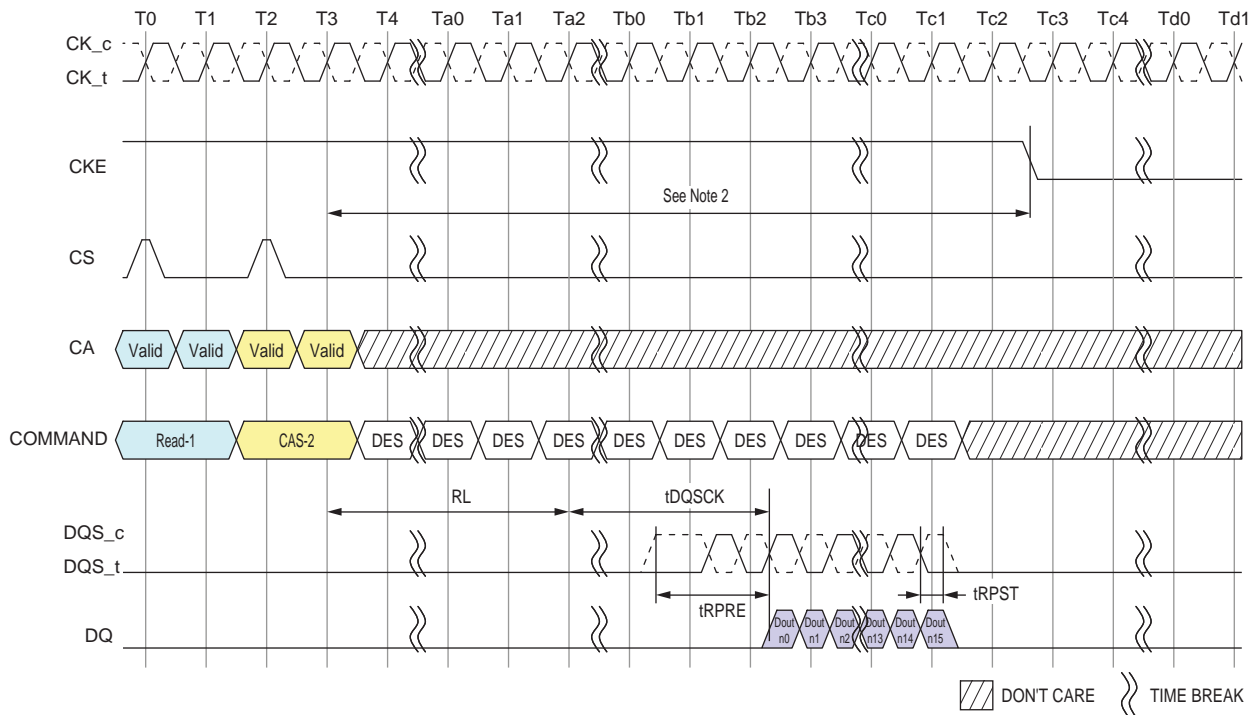 T0 T1 T2 T3 T4 Ta0 Ta1 Ta2 Tb0 Tb1 Tb2 Tb3 Tc0 Tc1 Tc2 Tc3 Tc4 Td0 Td1
CK_c
CK_t
CKE
See Note 2
CS
CA Valid Valid Valid Valid
COMMAND Read-1 CAS-2 DES DES DES DES DES DES DES DES DES DES
RL tDQSCK
DQS_c
DQS_t
tRPRE tRPST
DQ Dout n0 Dout n1 Dout n2 Dout n13 Dout n14 Dout n15
DON'T CARE TIME BREAK